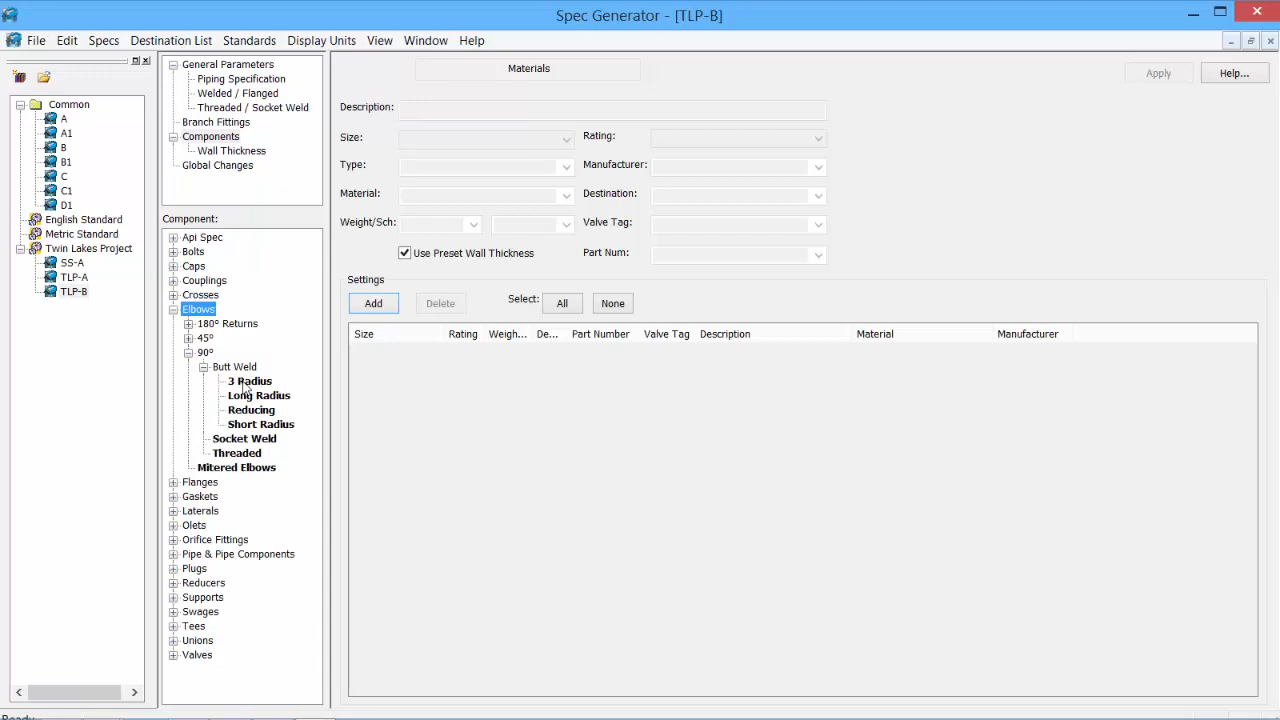 Spec Generator - [TLP-B]
File Edit Specs Destination List Standards Display Units View Window Help
Common
A
A1
B
B1
C
C1
D1
English Standard
Metric Standard
Twin Lakes Project
SS-A
TLP-A
TLP-B
General Parameters
Piping Specification
Welded / Flanged
Threaded / Socket Weld
Branch Fittings
Components
Wall Thickness
Global Changes
Component:
Api Spec
Bolts
Caps
Couplings
Crosses
Elbows
180° Returns
45°
90°
Butt Weld
3 Radius
Long Radius
Reducing
Short Radius
Socket Weld
Threaded
Mitered Elbows
Flanges
Gaskets
Laterals
Olets
Orifice Fittings
Pipe & Pipe Components
Plugs
Reducers
Supports
Swages
Tees
Unions
Valves
Materials
Apply Help...
Description:
Size: Rating:
Type: Manufacturer:
Material: Destination:
Weight/Sch: Valve Tag:
Use Preset Wall Thickness Part Num:
Settings
Add Delete Select: All None
Size Rating Weigh... De... Part Number Valve Tag Description Material Manufacturer